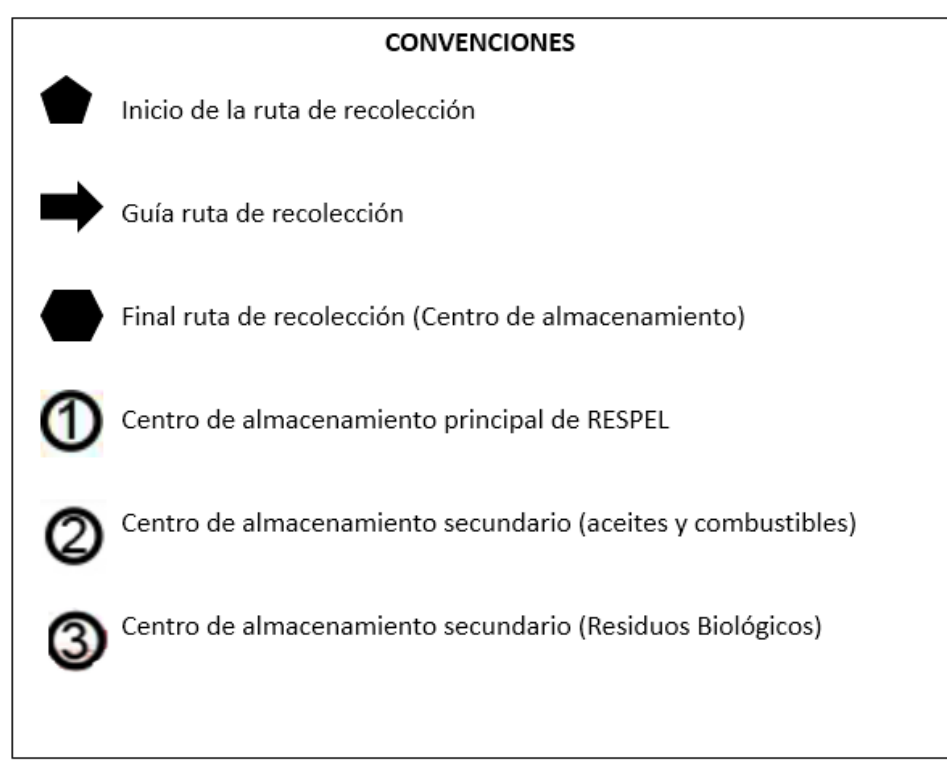 CONVENCIONES
Inicio de la ruta de recolección
Guía ruta de recolección
Final ruta de recolección (Centro de almacenamiento)
1 Centro de almacenamiento principal de RESPEL
2 Centro de almacenamiento secundario (aceites y combustibles)
3 Centro de almacenamiento secundario (Residuos Biológicos)